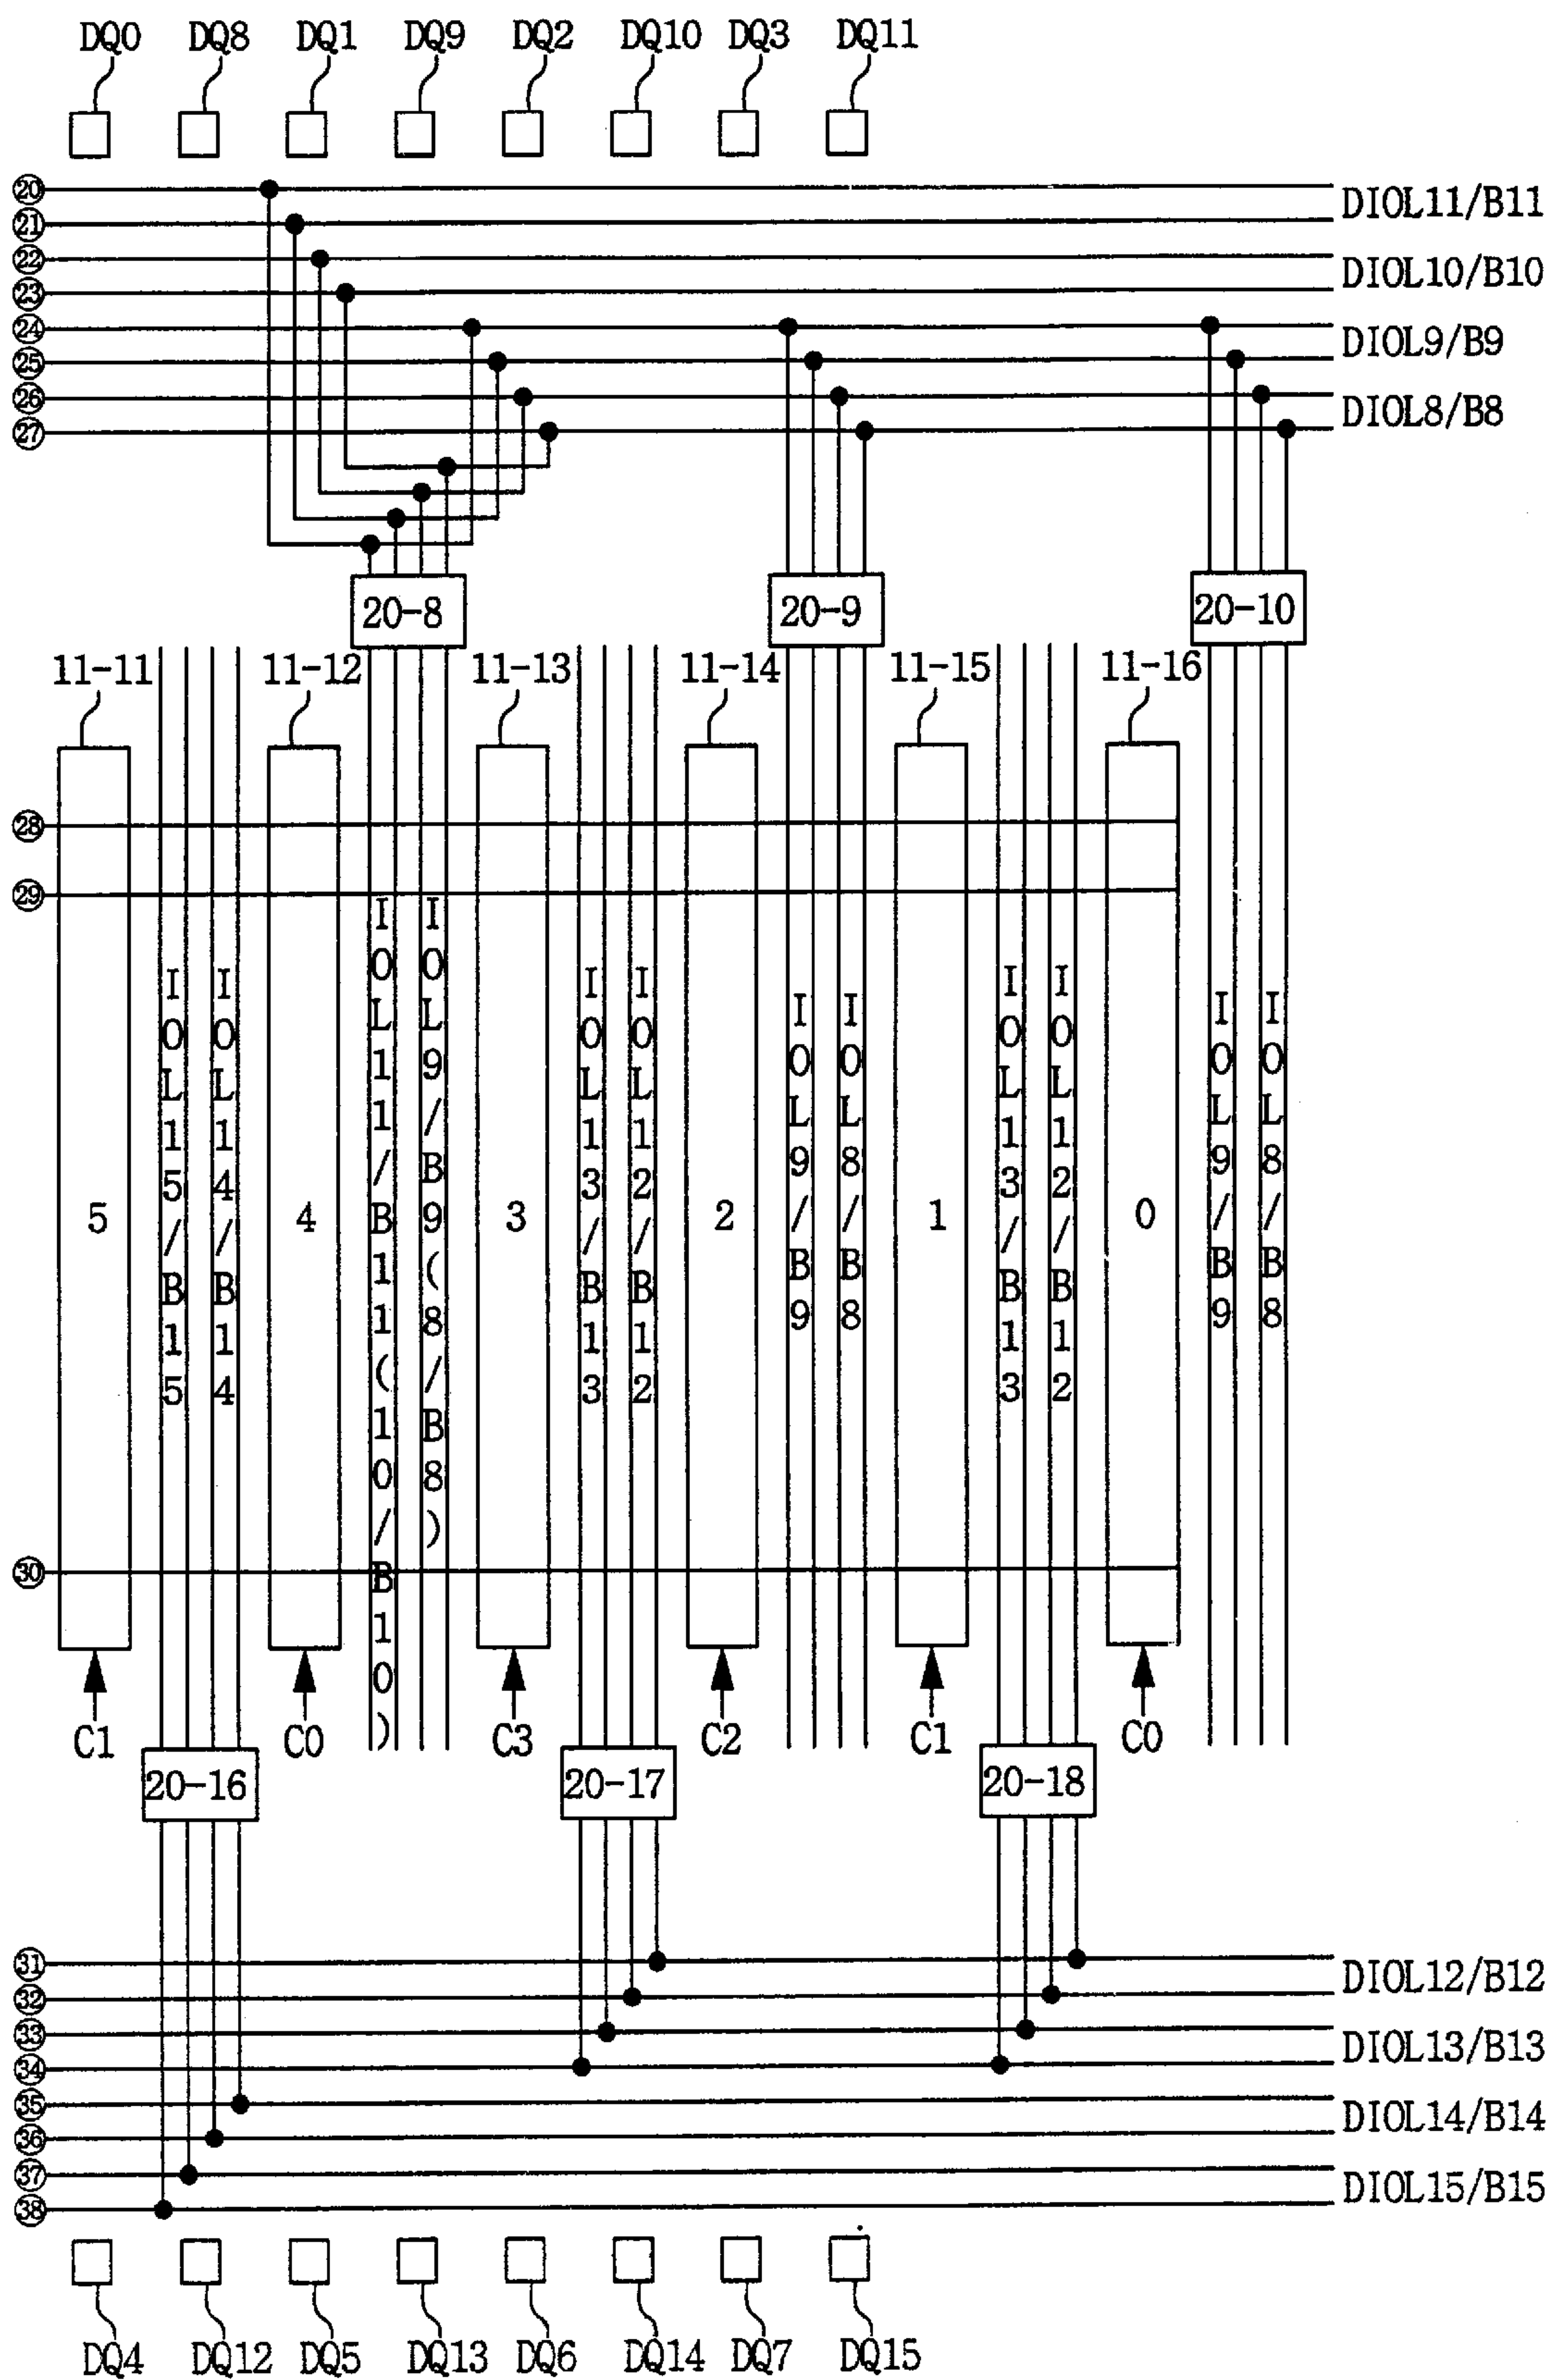 DQ0 DQ8 DQ1 DQ9 DQ2 DQ10 DQ3 DQ11
20
DIOL11/B11
21
22
DIOL10/B10
23
24
DIOL9/B9
25
26
DIOL8/B8
27
20-8 20-9 20-10
11-11 11-12 11-13 11-14 11-15 11-16
28
29
IOL15/B15
IOL14/B14
IOL11/B11(10/B10)
IOL9/B9(8/B8)
IOL13/B13
IOL12/B12
IOL9/B9
IOL8/B8
IOL13/B13
IOL12/B12
IOL9/B9
IOL8/B8
5 4 3 2 1 0
30
C1 C0 C3 C2 C1 C0
20-16 20-17 20-18
31
DIOL12/B12
32
33
DIOL13/B13
34
35
DIOL14/B14
36
37
DIOL15/B15
38
DQ4 DQ12 DQ5 DQ13 DQ6 DQ14 DQ7 DQ15